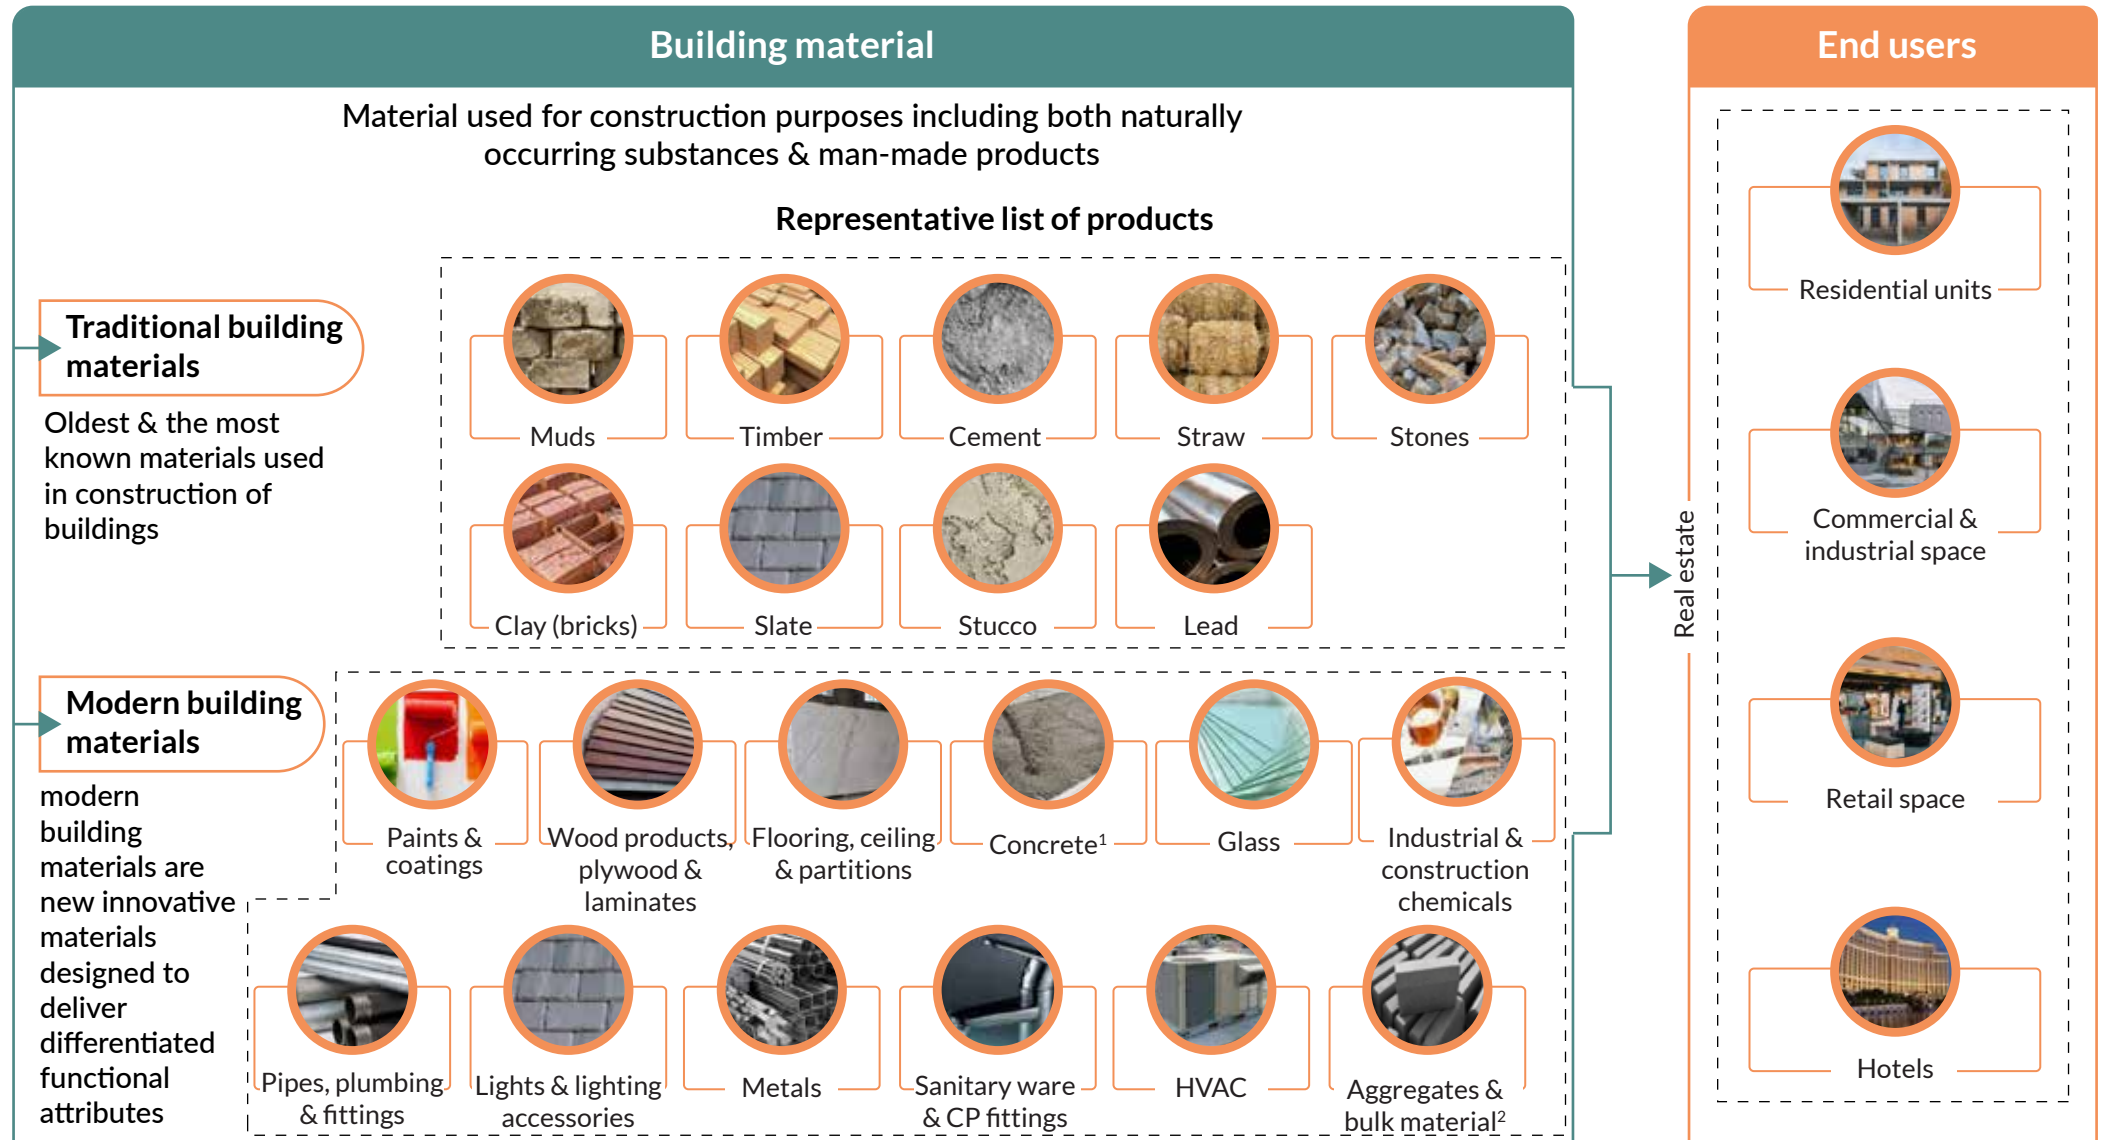 Building material
End users
Material used for construction purposes including both naturally
occurring substances & man-made products
Representative list of products
Traditional building
materials
Oldest & the most
known materials used
in construction of
buildings
Muds
Timber
Cement
Straw
Stones
Clay (bricks)
Slate
Stucco
Lead
Modern building
materials
modern
building
materials are
new innovative
materials
designed to
deliver
differentiated
functional
attributes
Paints &
coatings
Wood products,
plywood &
laminates
Flooring, ceiling
& partitions
Concrete¹
Glass
Industrial &
construction
chemicals
Pipes, plumbing
& fittings
Lights & lighting
accessories
Metals
Sanitary ware
& CP fittings
HVAC
Aggregates &
bulk material²
Real estate
Residential units
Commercial &
industrial space
Retail space
Hotels